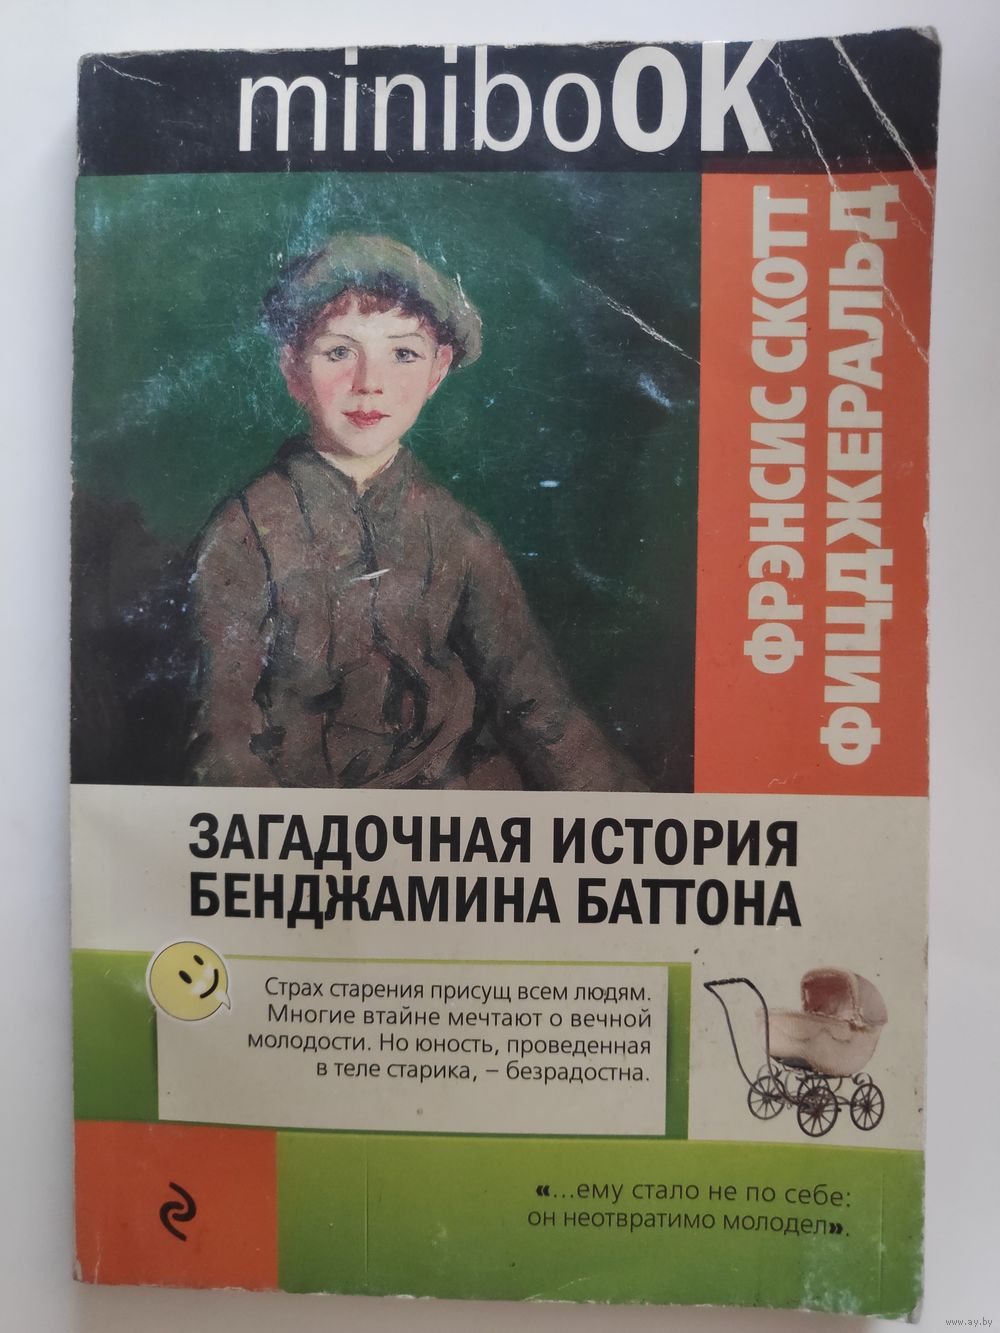 miniboOK
ФРЭНСИС СКОТТ
ФИЦДЖЕРАЛЬД
ЗАГАДОЧНАЯ ИСТОРИЯ
БЕНДЖАМИНА БАТТОНА
Страх старения присущ всем людям.
Многие втайне мечтают о вечной
молодости. Но юность, проведенная
в теле старика, – безрадостна.
«...ему стало не по себе:
он неотвратимо молодел».
www.ay.by